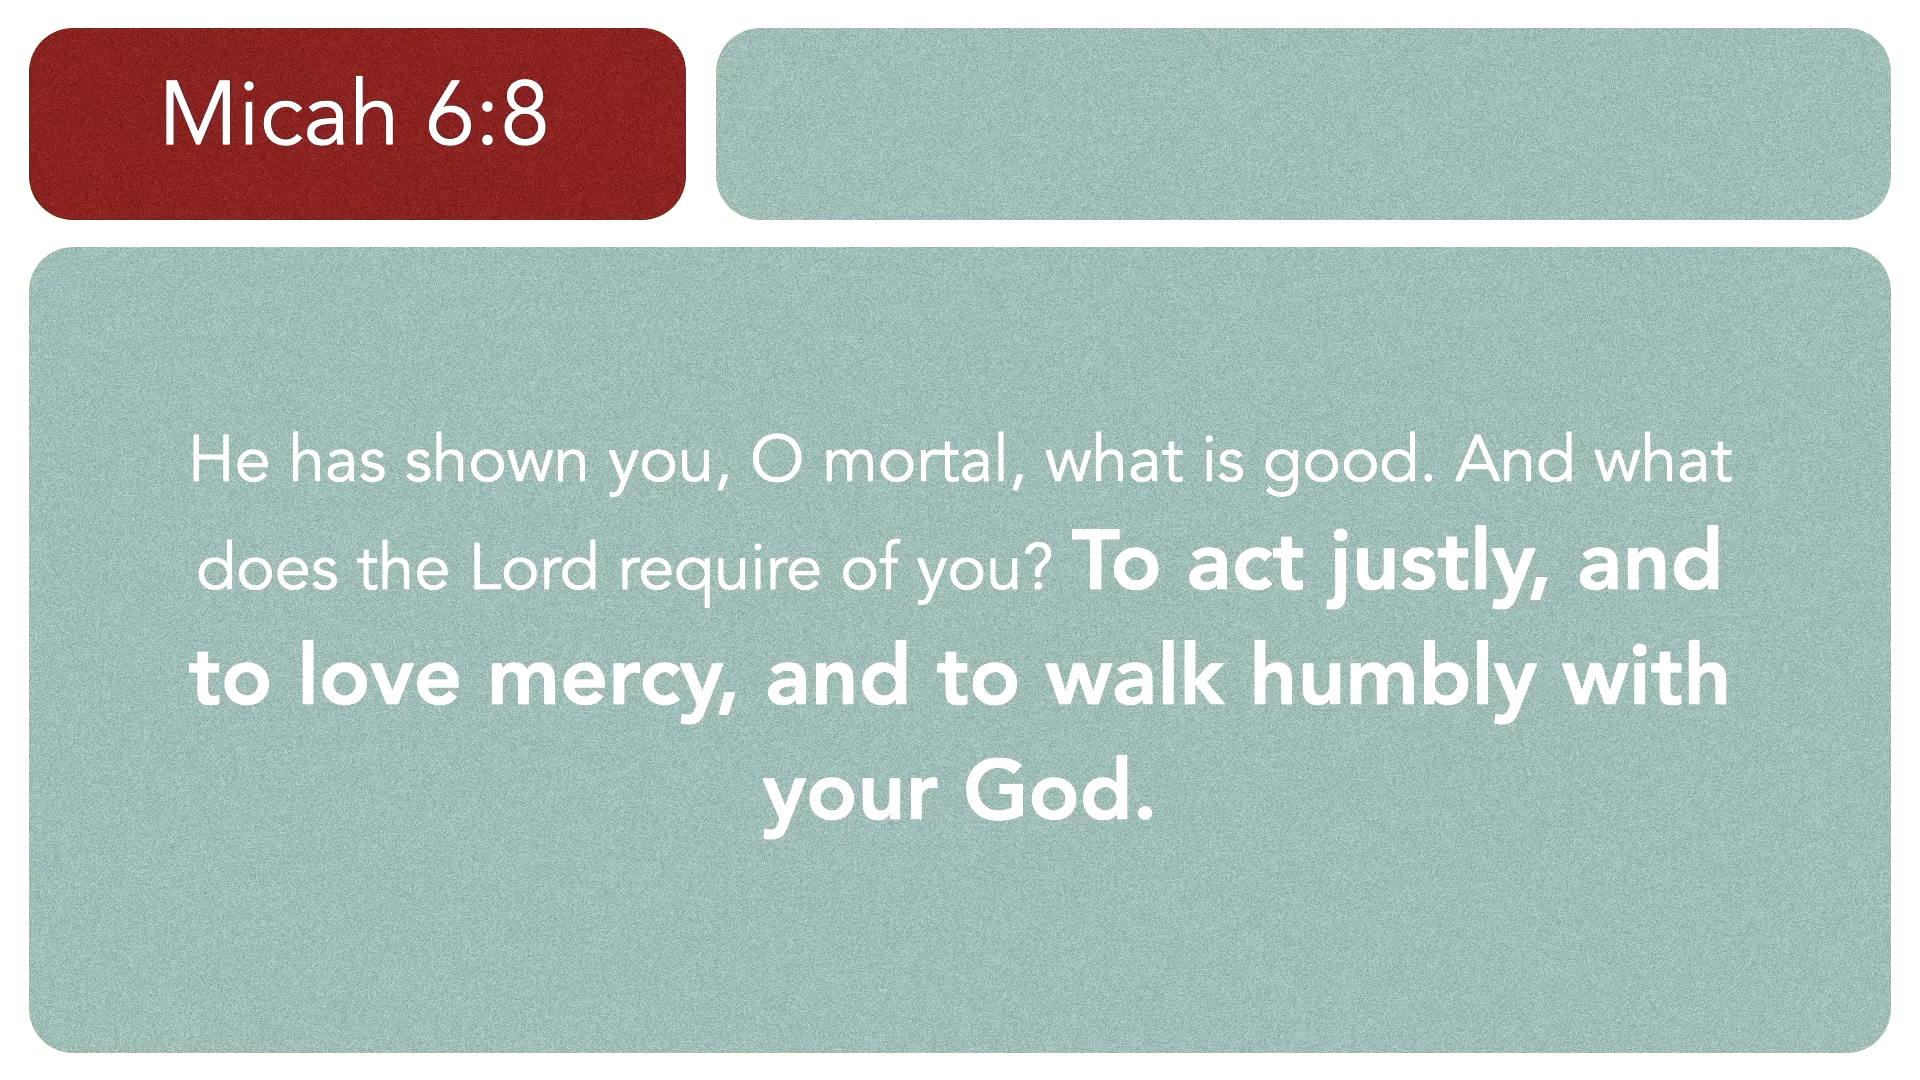 Micah 6:8
He has shown you, O mortal, what is good. And what
does the Lord require of you? To act justly, and
to love mercy, and to walk humbly with
your God.